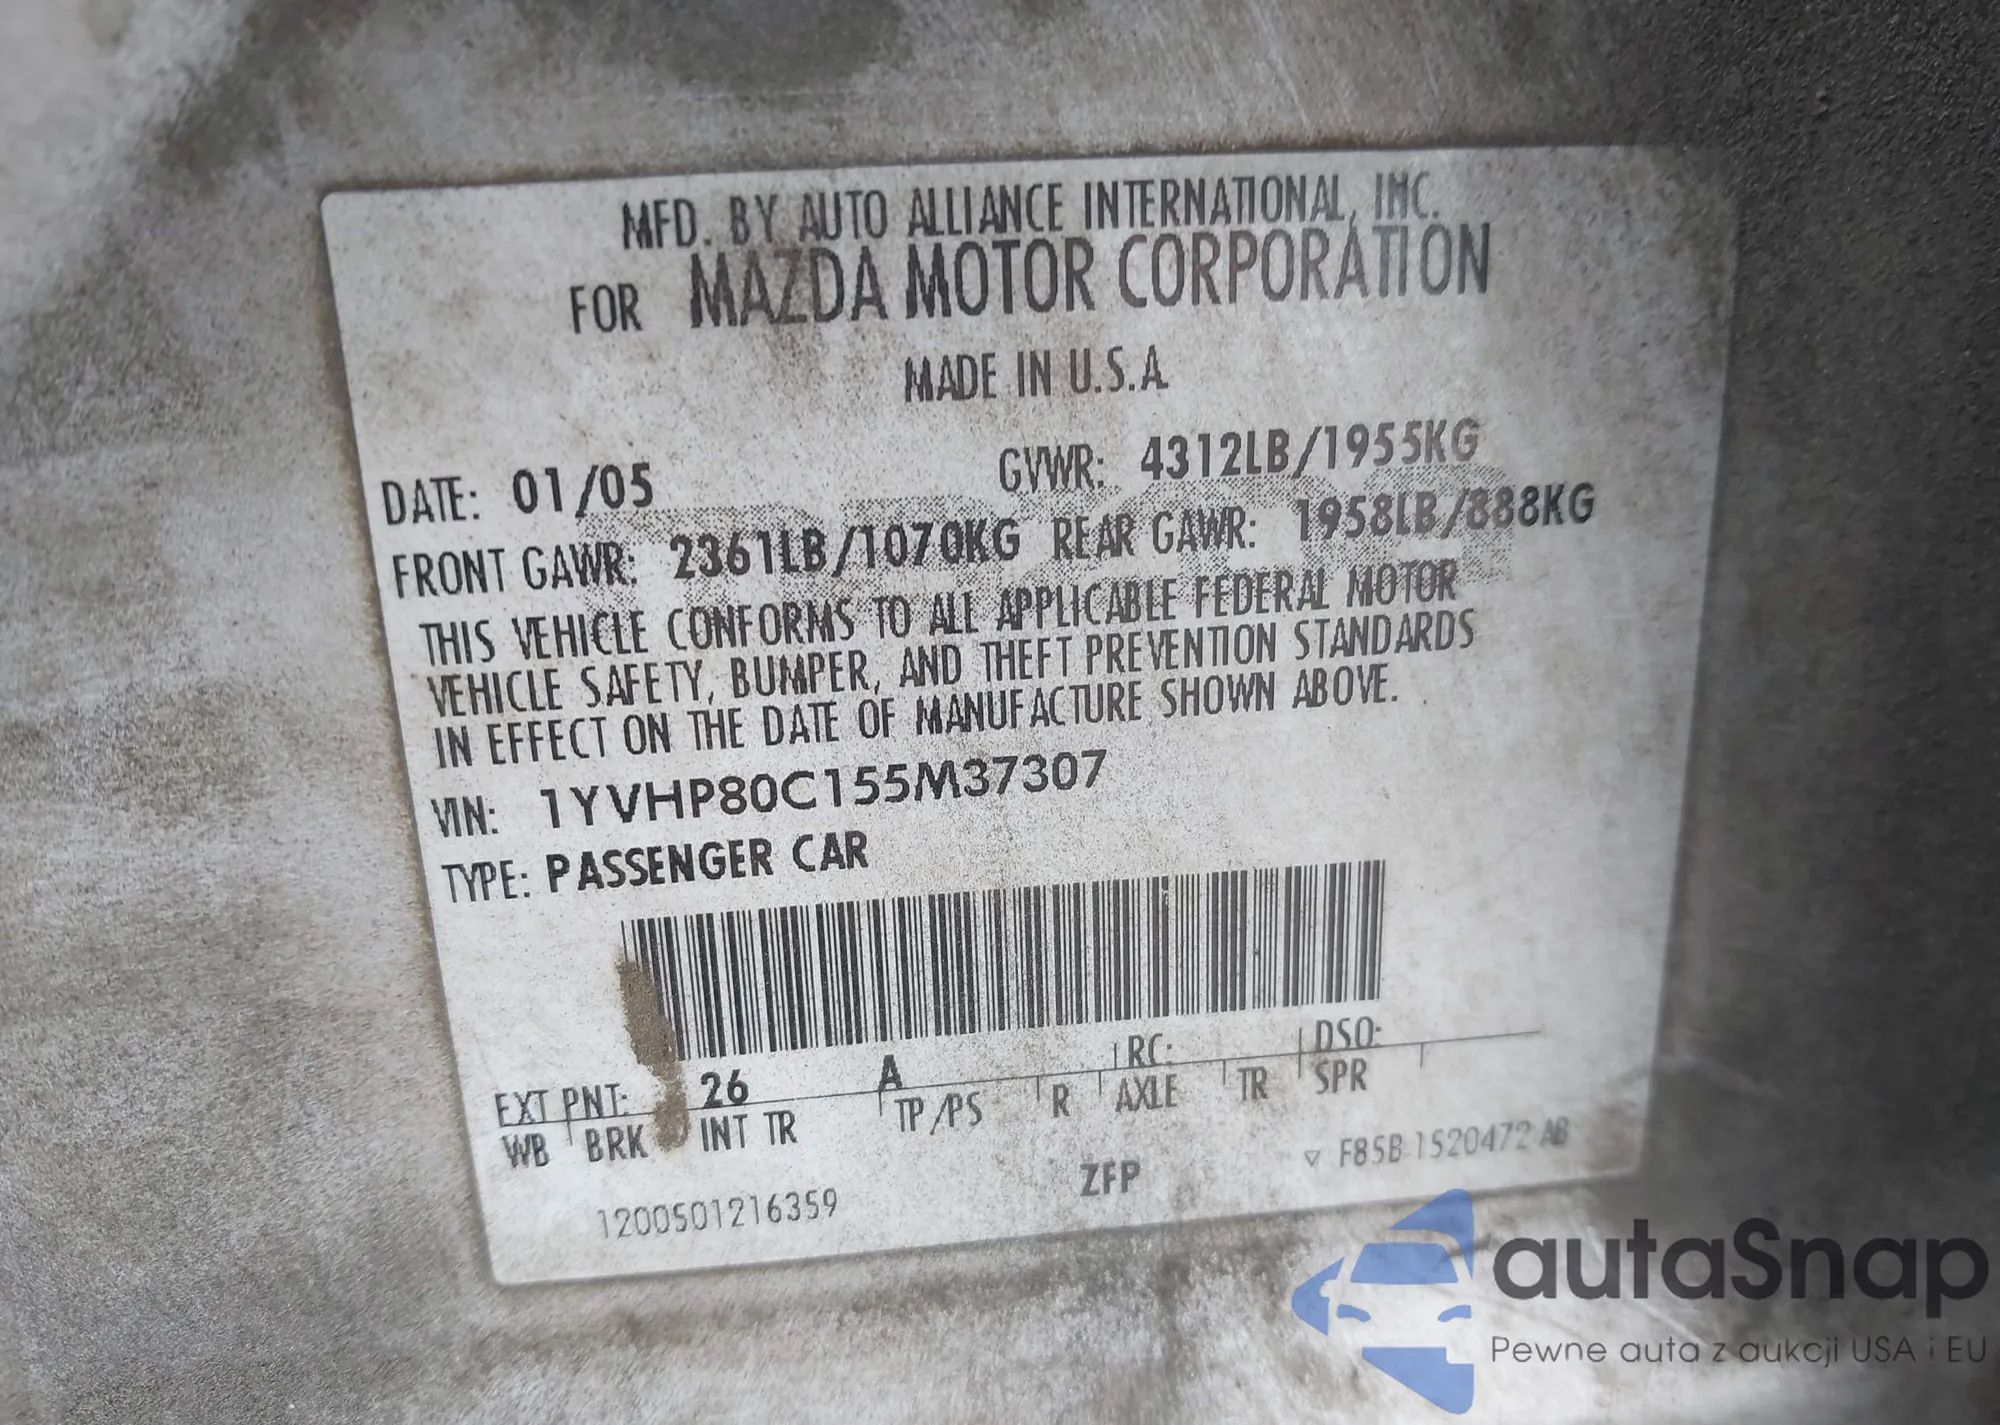 MFD. BY AUTO ALLIANCE INTERNATIONAL, INC.
FOR MAZDA MOTOR CORPORATION
MADE IN U.S.A.
DATE: 01/05 GVWR: 4312LB/1955KG
FRONT GAWR: 2361LB/1070KG REAR GAWR: 1958LB/888KG
THIS VEHICLE CONFORMS TO ALL APPLICABLE FEDERAL MOTOR
VEHICLE SAFETY, BUMPER, AND THEFT PREVENTION STANDARDS
IN EFFECT ON THE DATE OF MANUFACTURE SHOWN ABOVE.
VIN: 1YVHP80C155M37307
TYPE: PASSENGER CAR
EXT PNT: 26 A RC: DSO:
WB BRK INT TR TP/PS R AXLE TR SPR
1200501216359 ZFP F85B 1520472 AB
autaSnap
Pewne auta z aukcji USA i EU